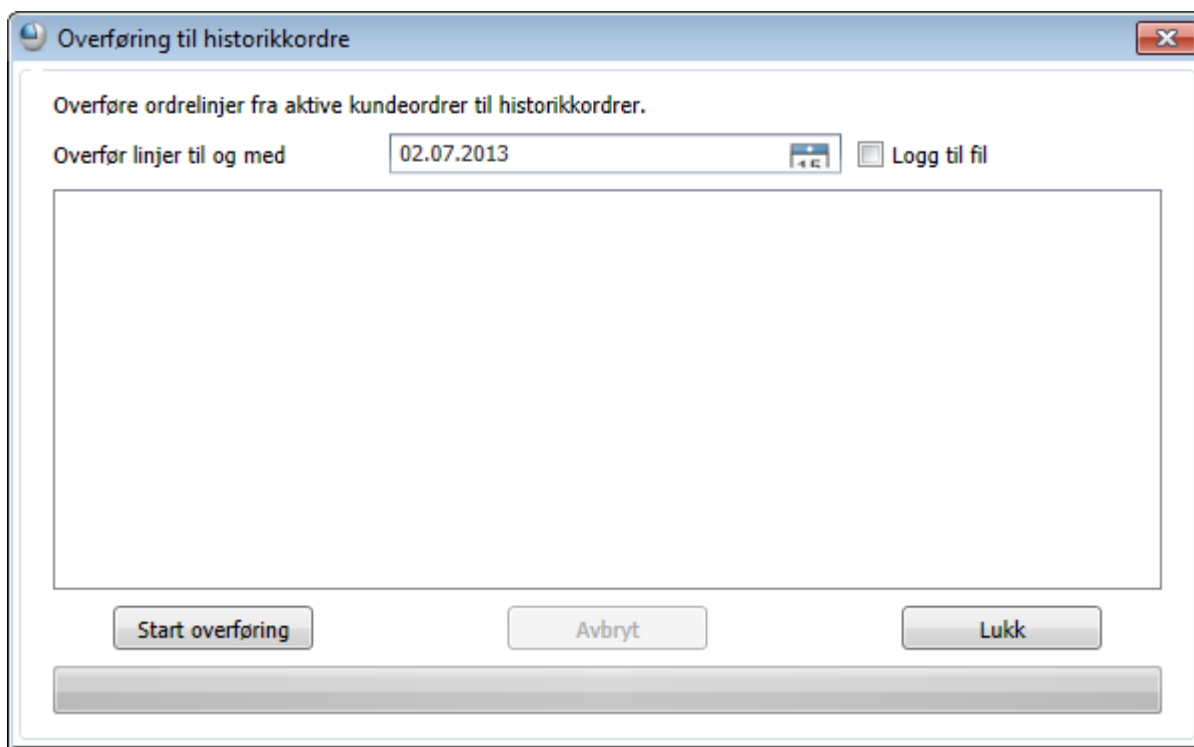 Overføring til historikkordre
Overføre ordrelinjer fra aktive kundeordrer til historikkordrer.
Overfør linjer til og med 02.07.2013 15 Logg til fil
Start overføring Avbryt Lukk